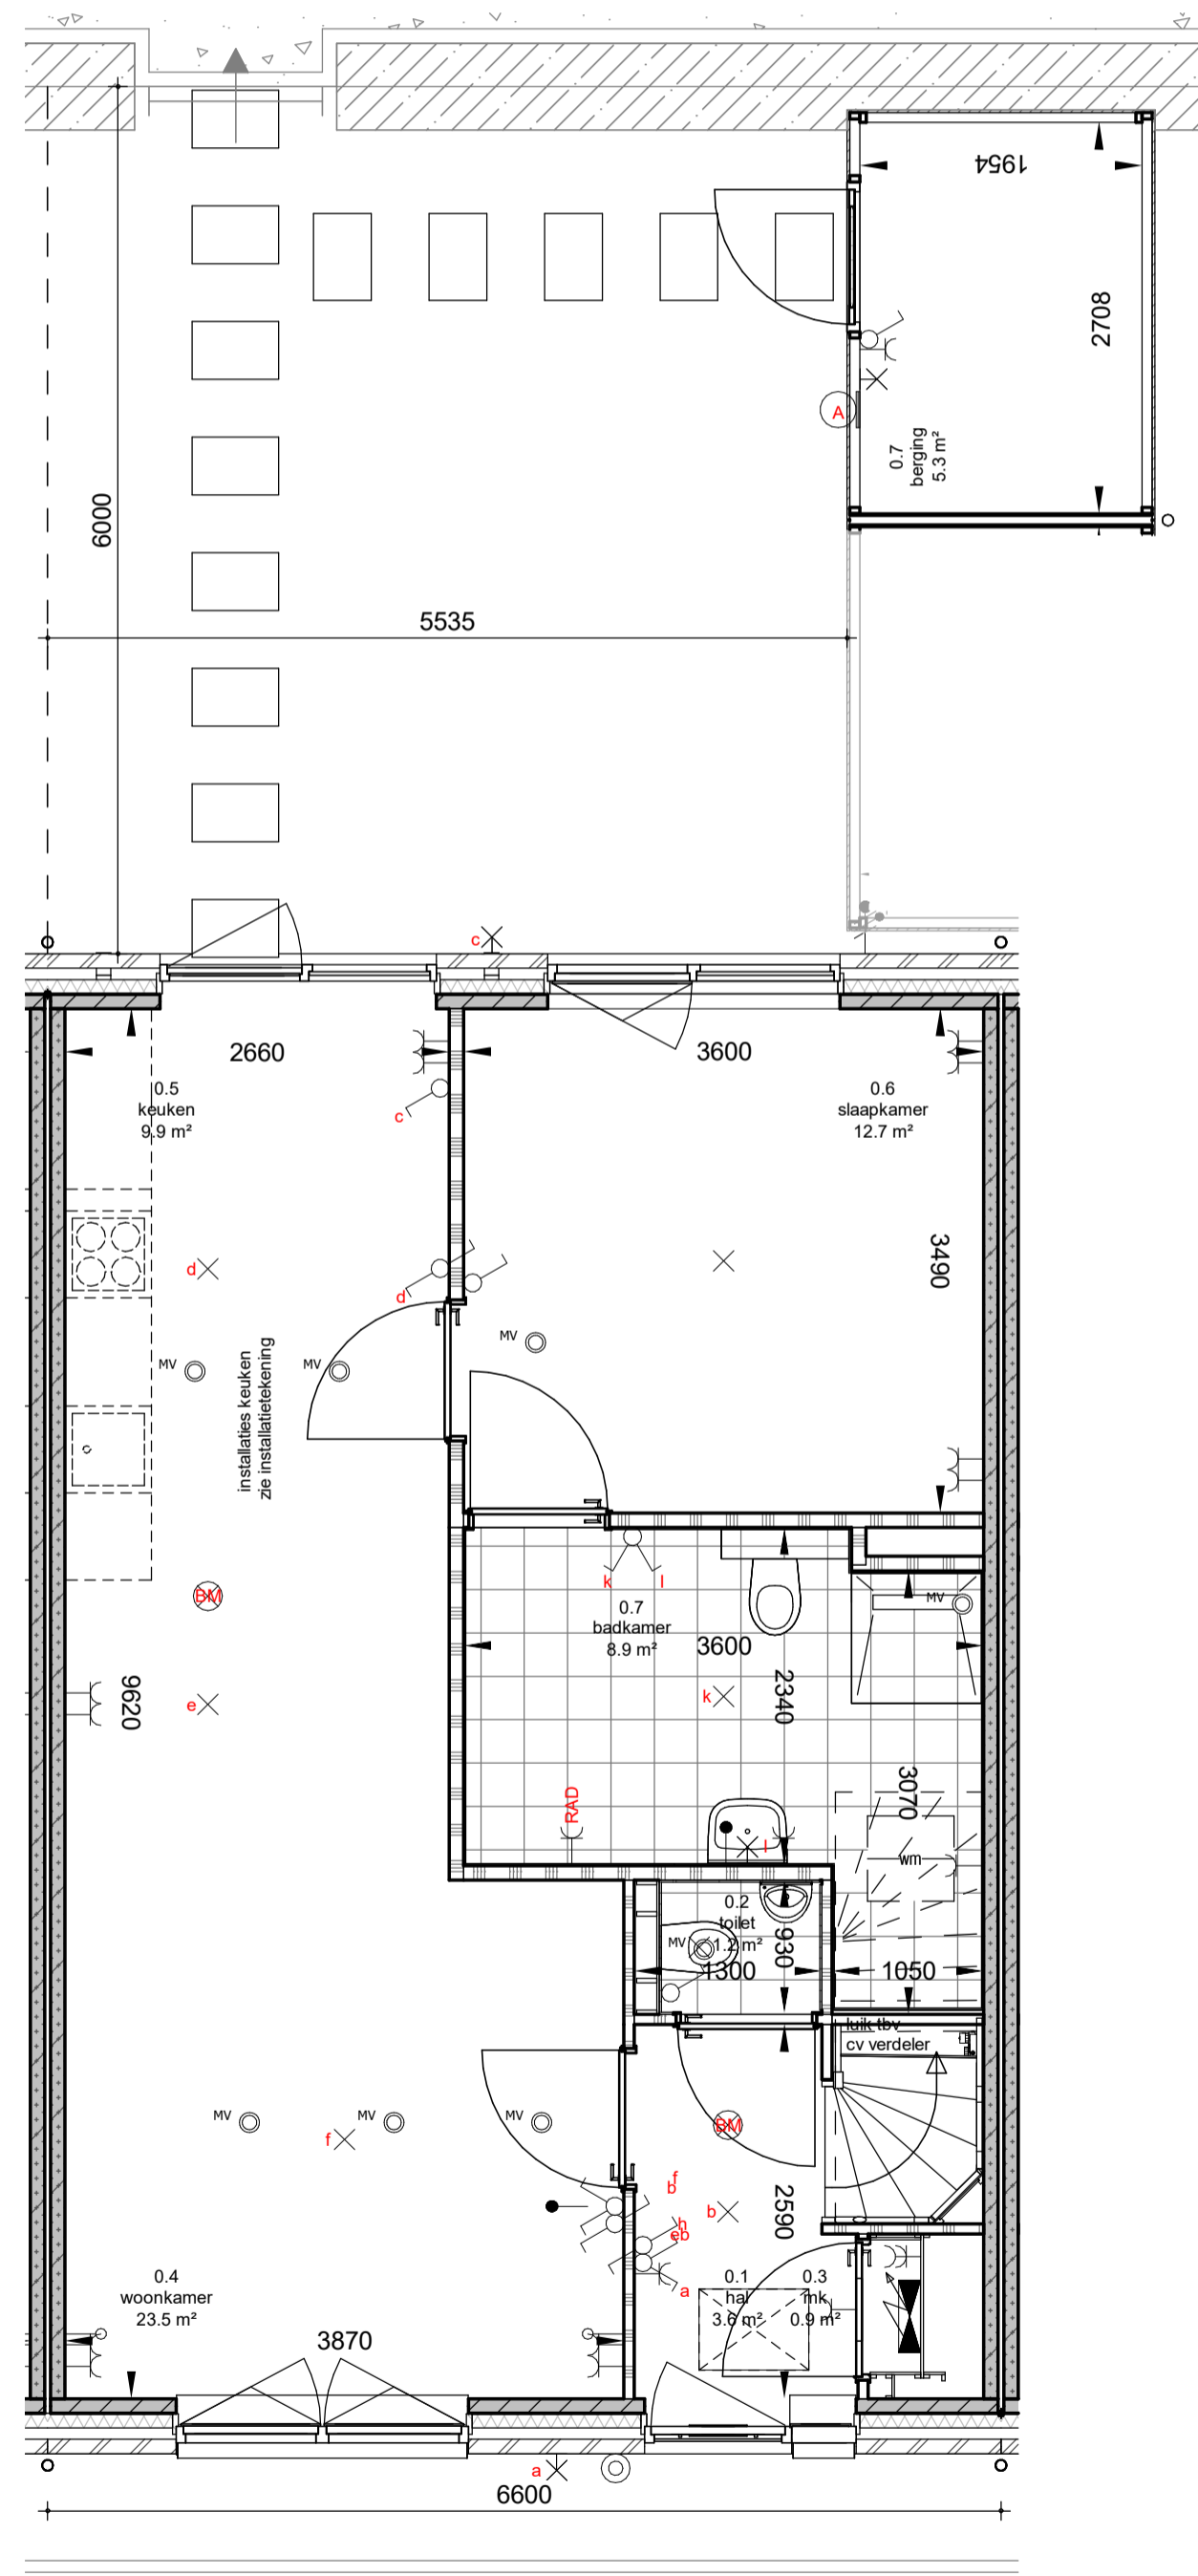 1954
2708
A
0.7
berging
5.3 m²
6000
5535
c
2660
3600
0.5
keuken
9.9 m²
0.6
slaapkamer
12.7 m²
c
3490
d
d
MV
MV
MV
installaties keuken
zie installatietekening
k
l
BM
0.7
badkamer
8.9 m²
3600
MV
9620
e
k
2340
RAD
3070
l
wm
0.2
toilet
1.2 m²
MV
930
1300
1050
luik tbv
cv verdeler
MV
MV
MV
BM
f
f
b
b
h
eb
2590
a
0.4
woonkamer
23.5 m²
0.1
hal
3.6 m²
0.3
mk
0.9 m²
3870
a
6600